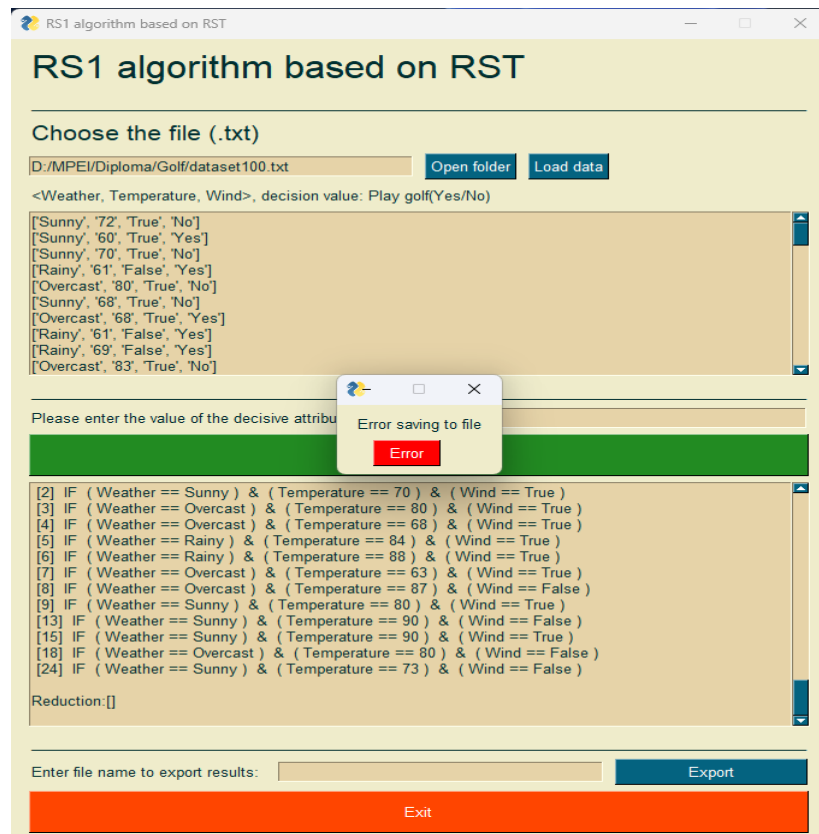 RS1 algorithm based on RST
RS1 algorithm based on RST
Choose the file (.txt)
D:/MPEI/Diploma/Golf/dataset100.txt Open folder Load data
<Weather, Temperature, Wind>, decision value: Play golf(Yes/No)
['Sunny', '72', 'True', 'No']
['Sunny', '60', 'True', 'Yes']
['Sunny', '70', 'True', 'No']
['Rainy', '61', 'False', 'Yes']
['Overcast', '80', 'True', 'No']
['Sunny', '68', 'True', 'No']
['Overcast', '68', 'True', 'Yes']
['Rainy', '61', 'False', 'Yes']
['Rainy', '69', 'False', 'Yes']
['Overcast', '83', 'True', 'No']
Please enter the value of the decisive attribu
Error saving to file
Error
[2] IF ( Weather == Sunny ) & ( Temperature == 70 ) & ( Wind == True )
[3] IF ( Weather == Overcast ) & ( Temperature == 80 ) & ( Wind == True )
[4] IF ( Weather == Overcast ) & ( Temperature == 68 ) & ( Wind == True )
[5] IF ( Weather == Rainy ) & ( Temperature == 84 ) & ( Wind == True )
[6] IF ( Weather == Rainy ) & ( Temperature == 88 ) & ( Wind == True )
[7] IF ( Weather == Overcast ) & ( Temperature == 63 ) & ( Wind == True )
[8] IF ( Weather == Overcast ) & ( Temperature == 87 ) & ( Wind == False )
[9] IF ( Weather == Sunny ) & ( Temperature == 80 ) & ( Wind == True )
[13] IF ( Weather == Sunny ) & ( Temperature == 90 ) & ( Wind == False )
[15] IF ( Weather == Sunny ) & ( Temperature == 90 ) & ( Wind == True )
[18] IF ( Weather == Overcast ) & ( Temperature == 80 ) & ( Wind == False )
[24] IF ( Weather == Sunny ) & ( Temperature == 73 ) & ( Wind == False )
Reduction:[]
Enter file name to export results: Export
Exit